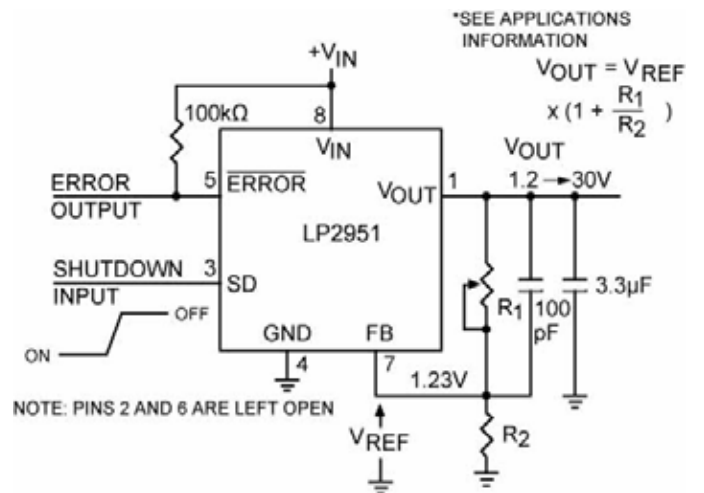 *SEE APPLICATIONS
INFORMATION
VOUT = VREF
x (1 + R1/R2 )
+VIN
100kΩ
8
VIN
VOUT
1.2 → 30V
ERROR
OUTPUT
5
ERROR
VOUT
1
LP2951
SHUTDOWN
INPUT
3
SD
R1
100
pF
3.3µF
OFF
ON
GND
FB
4
7
1.23V
NOTE: PINS 2 AND 6 ARE LEFT OPEN
VREF
R2